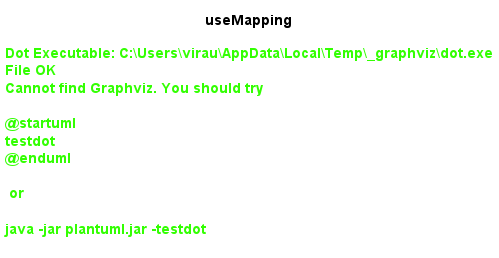 useMapping
Dot Executable: C:\Users\virau\AppData\Local\Temp\_graphviz\dot.exe
File OK
Cannot find Graphviz. You should try
@startuml
testdot
@enduml
or
java -jar plantuml.jar -testdot